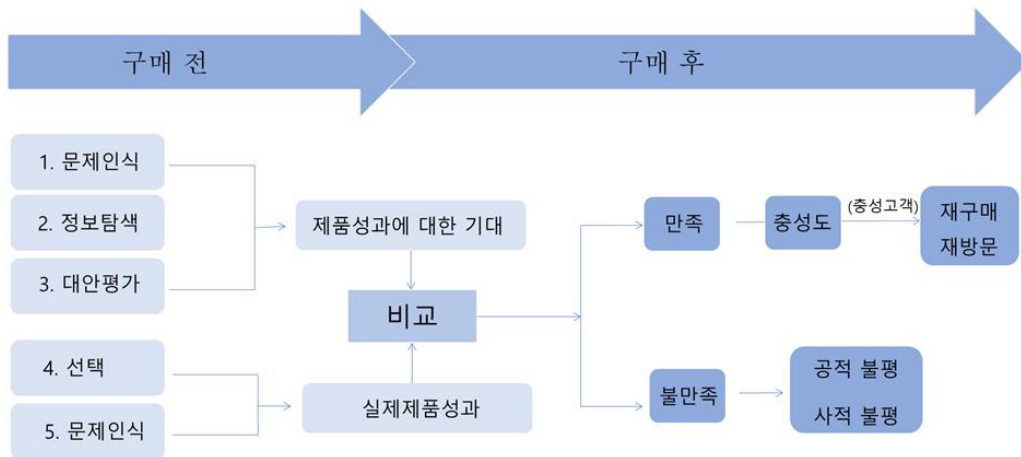 구매 전
구매 후
1. 문제인식
2. 정보탐색
3. 대안평가
4. 선택
5. 문제인식
제품성과에 대한 기대
비교
실제제품성과
만족
충성도
(충성고객)
재구매
재방문
불만족
공적 불평
사적 불평